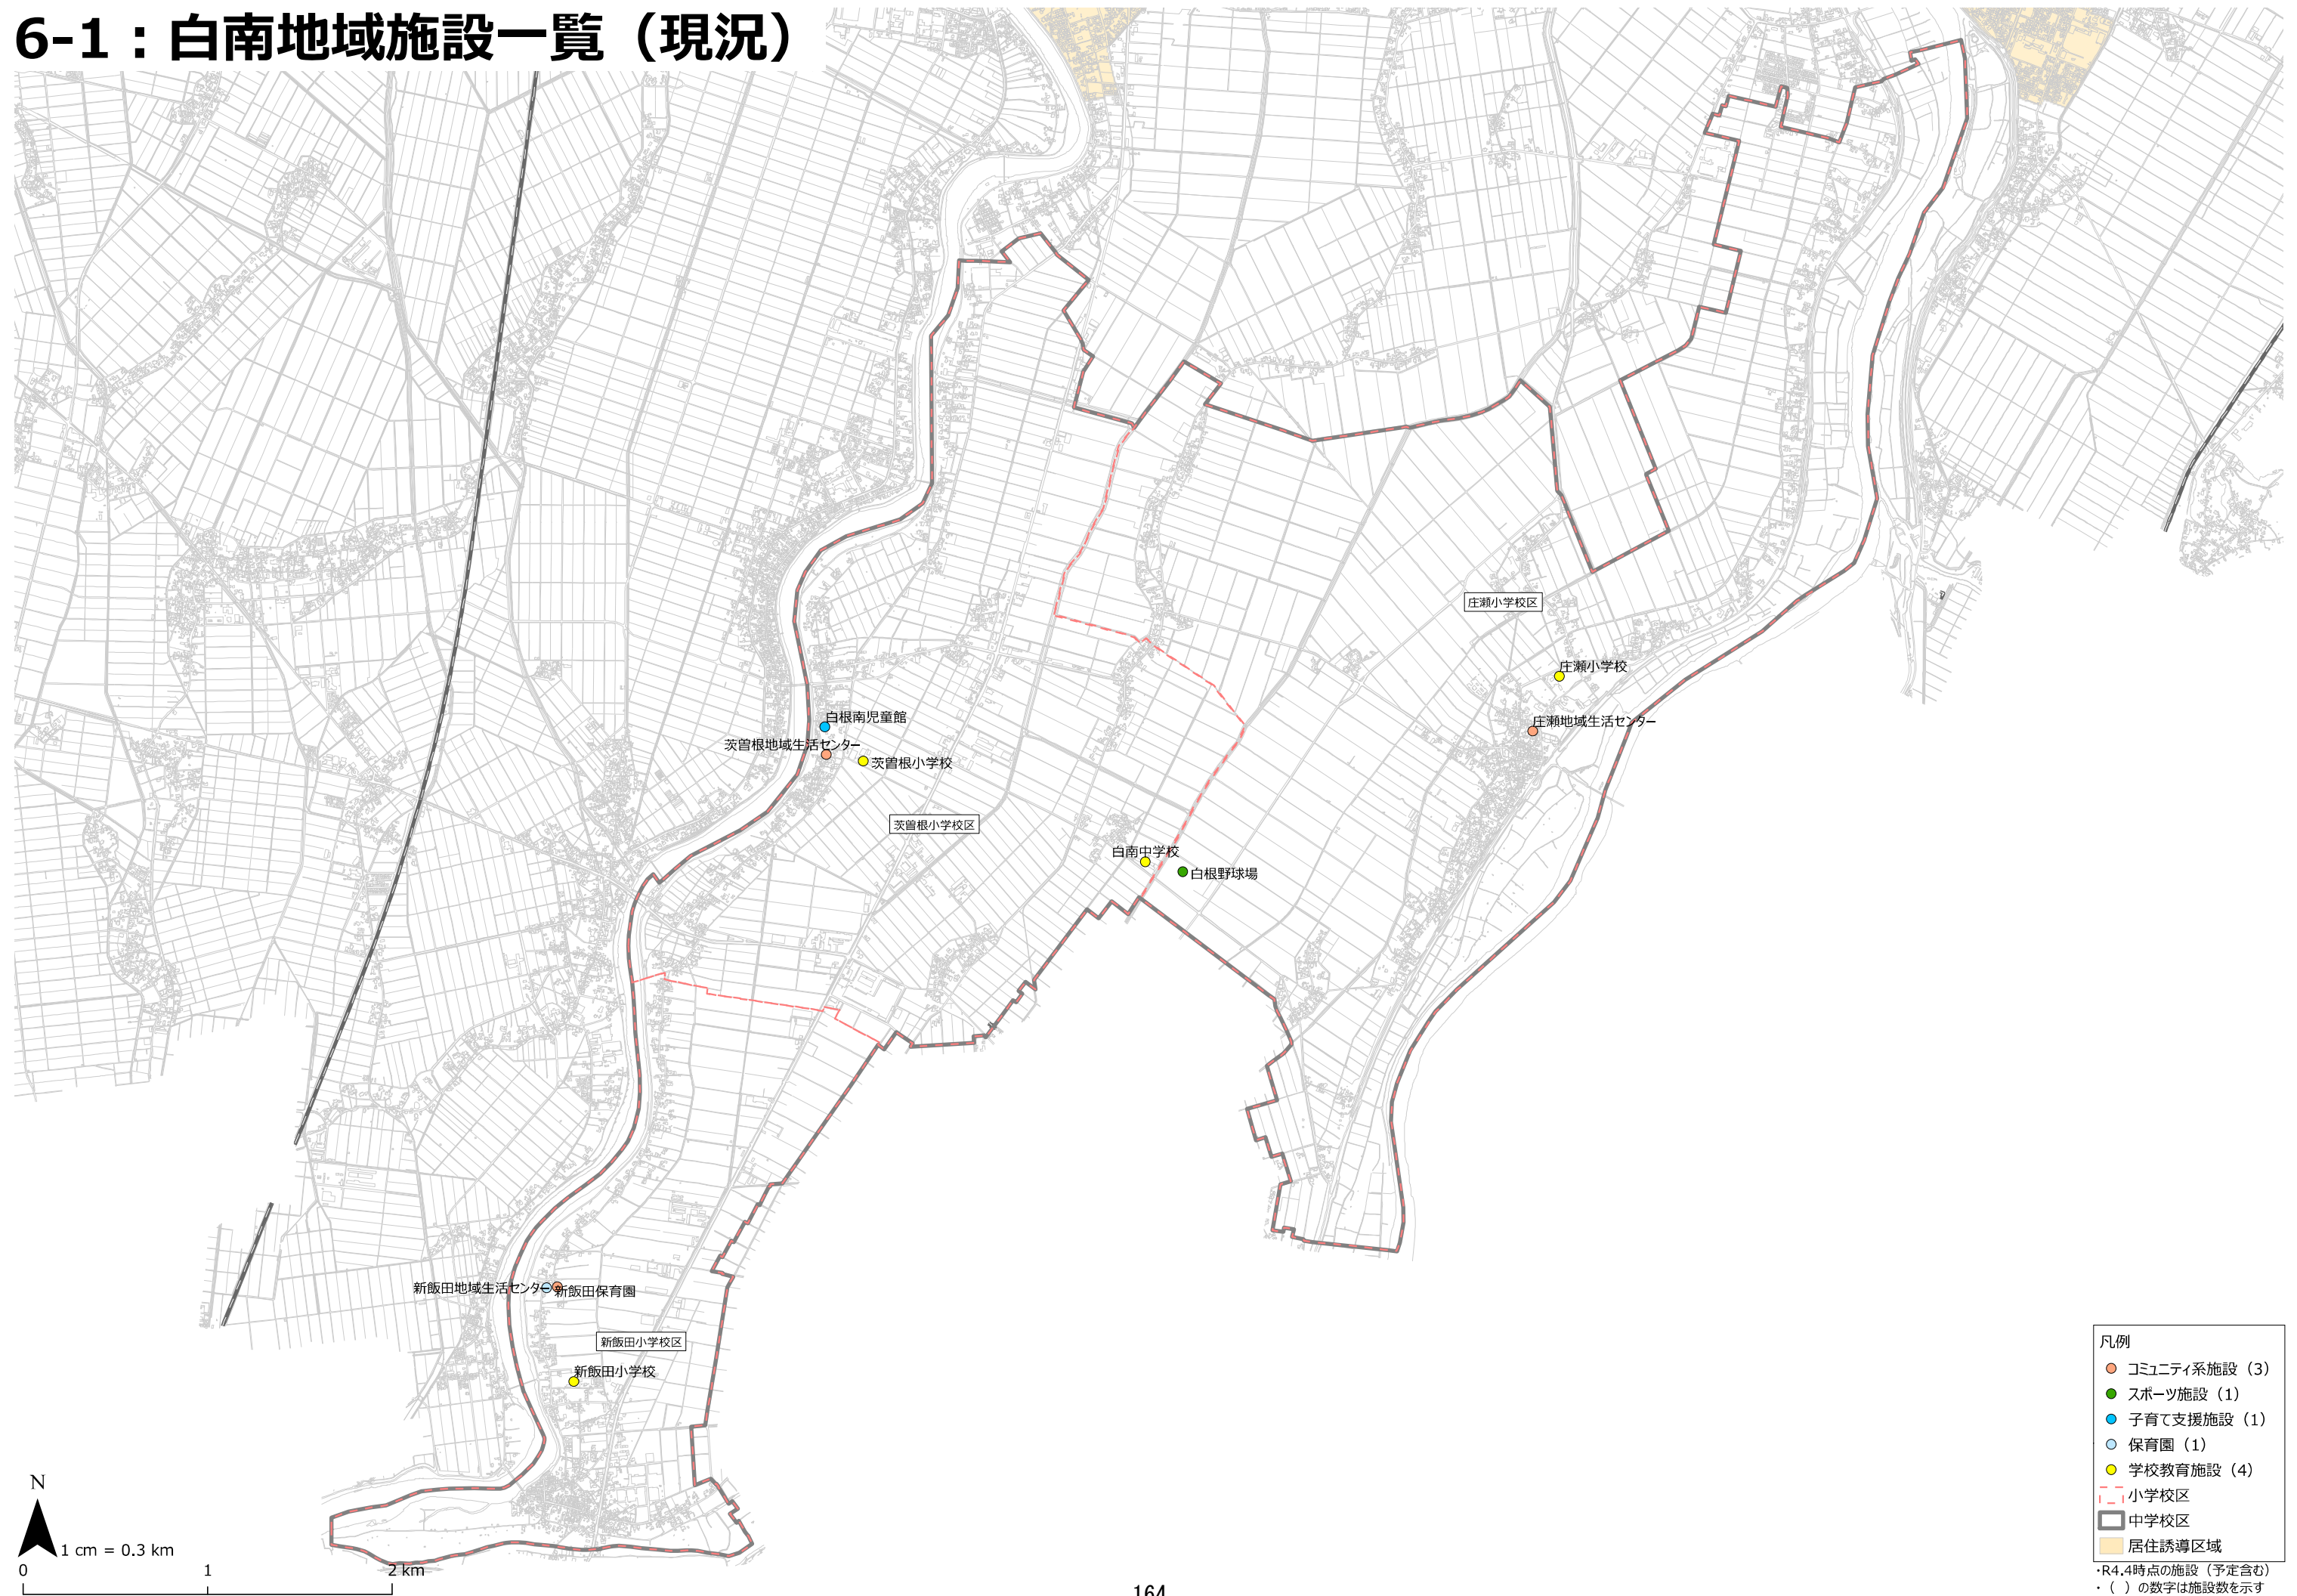 6-1：白南地域施設一覧（現況）
庄瀬小学校区
庄瀬小学校
白根南児童館
庄瀬地域生活センター
茨曽根地域生活センター
茨曽根小学校
茨曽根小学校区
白南中学校
白根野球場
新飯田地域生活センター
新飯田保育園
新飯田小学校区
新飯田小学校
凡例
コミュニティ系施設（3）
スポーツ施設（1）
子育て支援施設（1）
保育園（1）
学校教育施設（4）
小学校区
中学校区
居住誘導区域
・R4.4時点の施設（予定含む）
・（ ）の数字は施設数を示す
N
1 cm = 0.3 km
0 1 2 km
164